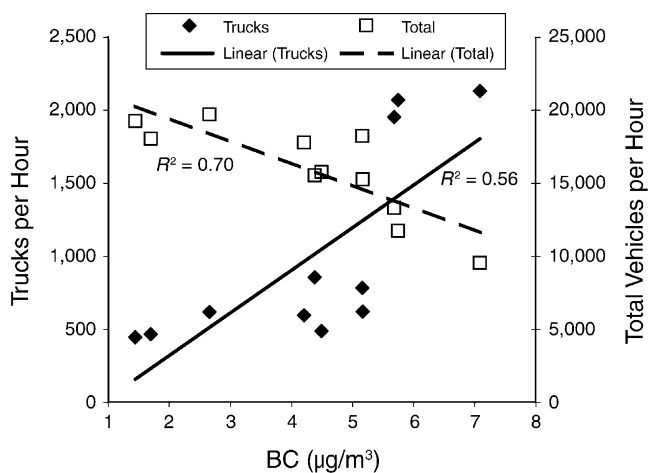 Trucks Total
Linear (Trucks) Linear (Total)
2,500 25,000
2,000 20,000
R² = 0.70 R² = 0.56
1,500 15,000
1,000 10,000
500 5,000
0 0
1 2 3 4 5 6 7 8
BC (µg/m³)
Trucks per Hour
Total Vehicles per Hour